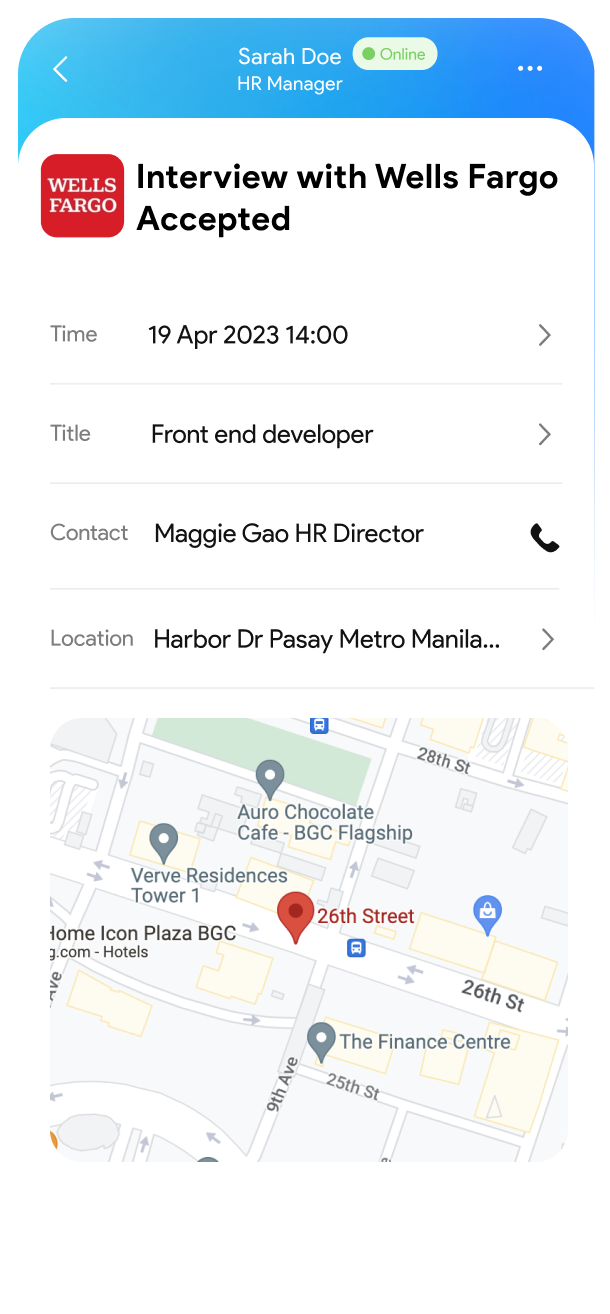 Sarah Doe
Online
HR Manager
WELLS
FARGO
Interview with Wells Fargo
Accepted
Time
19 Apr 2023 14:00
Title
Front end developer
Contact
Maggie Gao HR Director
Location
Harbor Dr Pasay Metro Manila...
28th St
Auro Chocolate
Cafe - BGC Flagship
Verve Residences
Tower 1
26th Street
Home Icon Plaza BGC
g.com - Hotels
Ave
26th St
The Finance Centre
25th St
9th Ave